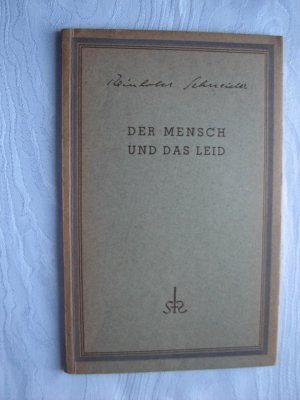 Reinhold Schneider
DER MENSCH
UND DAS LEID